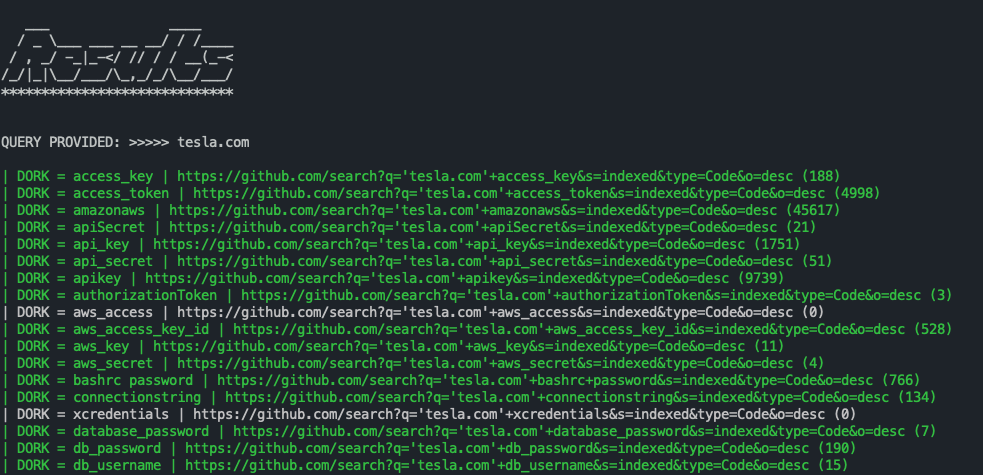 Results
******************************
QUERY PROVIDED: >>>>> tesla.com
| DORK = access_key | https://github.com/search?q='tesla.com'+access_key&s=indexed&type=Code&o=desc (188)
| DORK = access_token | https://github.com/search?q='tesla.com'+access_token&s=indexed&type=Code&o=desc (4998)
| DORK = amazonaws | https://github.com/search?q='tesla.com'+amazonaws&s=indexed&type=Code&o=desc (45617)
| DORK = apiSecret | https://github.com/search?q='tesla.com'+apiSecret&s=indexed&type=Code&o=desc (21)
| DORK = api_key | https://github.com/search?q='tesla.com'+api_key&s=indexed&type=Code&o=desc (1751)
| DORK = api_secret | https://github.com/search?q='tesla.com'+api_secret&s=indexed&type=Code&o=desc (51)
| DORK = apikey | https://github.com/search?q='tesla.com'+apikey&s=indexed&type=Code&o=desc (9739)
| DORK = authorizationToken | https://github.com/search?q='tesla.com'+authorizationToken&s=indexed&type=Code&o=desc (3)
| DORK = aws_access | https://github.com/search?q='tesla.com'+aws_access&s=indexed&type=Code&o=desc (0)
| DORK = aws_access_key_id | https://github.com/search?q='tesla.com'+aws_access_key_id&s=indexed&type=Code&o=desc (528)
| DORK = aws_key | https://github.com/search?q='tesla.com'+aws_key&s=indexed&type=Code&o=desc (11)
| DORK = aws_secret | https://github.com/search?q='tesla.com'+aws_secret&s=indexed&type=Code&o=desc (4)
| DORK = bashrc password | https://github.com/search?q='tesla.com'+bashrc+password&s=indexed&type=Code&o=desc (766)
| DORK = connectionstring | https://github.com/search?q='tesla.com'+connectionstring&s=indexed&type=Code&o=desc (134)
| DORK = xcredentials | https://github.com/search?q='tesla.com'+xcredentials&s=indexed&type=Code&o=desc (0)
| DORK = database_password | https://github.com/search?q='tesla.com'+database_password&s=indexed&type=Code&o=desc (7)
| DORK = db_password | https://github.com/search?q='tesla.com'+db_password&s=indexed&type=Code&o=desc (190)
| DORK = db_username | https://github.com/search?q='tesla.com'+db_username&s=indexed&type=Code&o=desc (15)